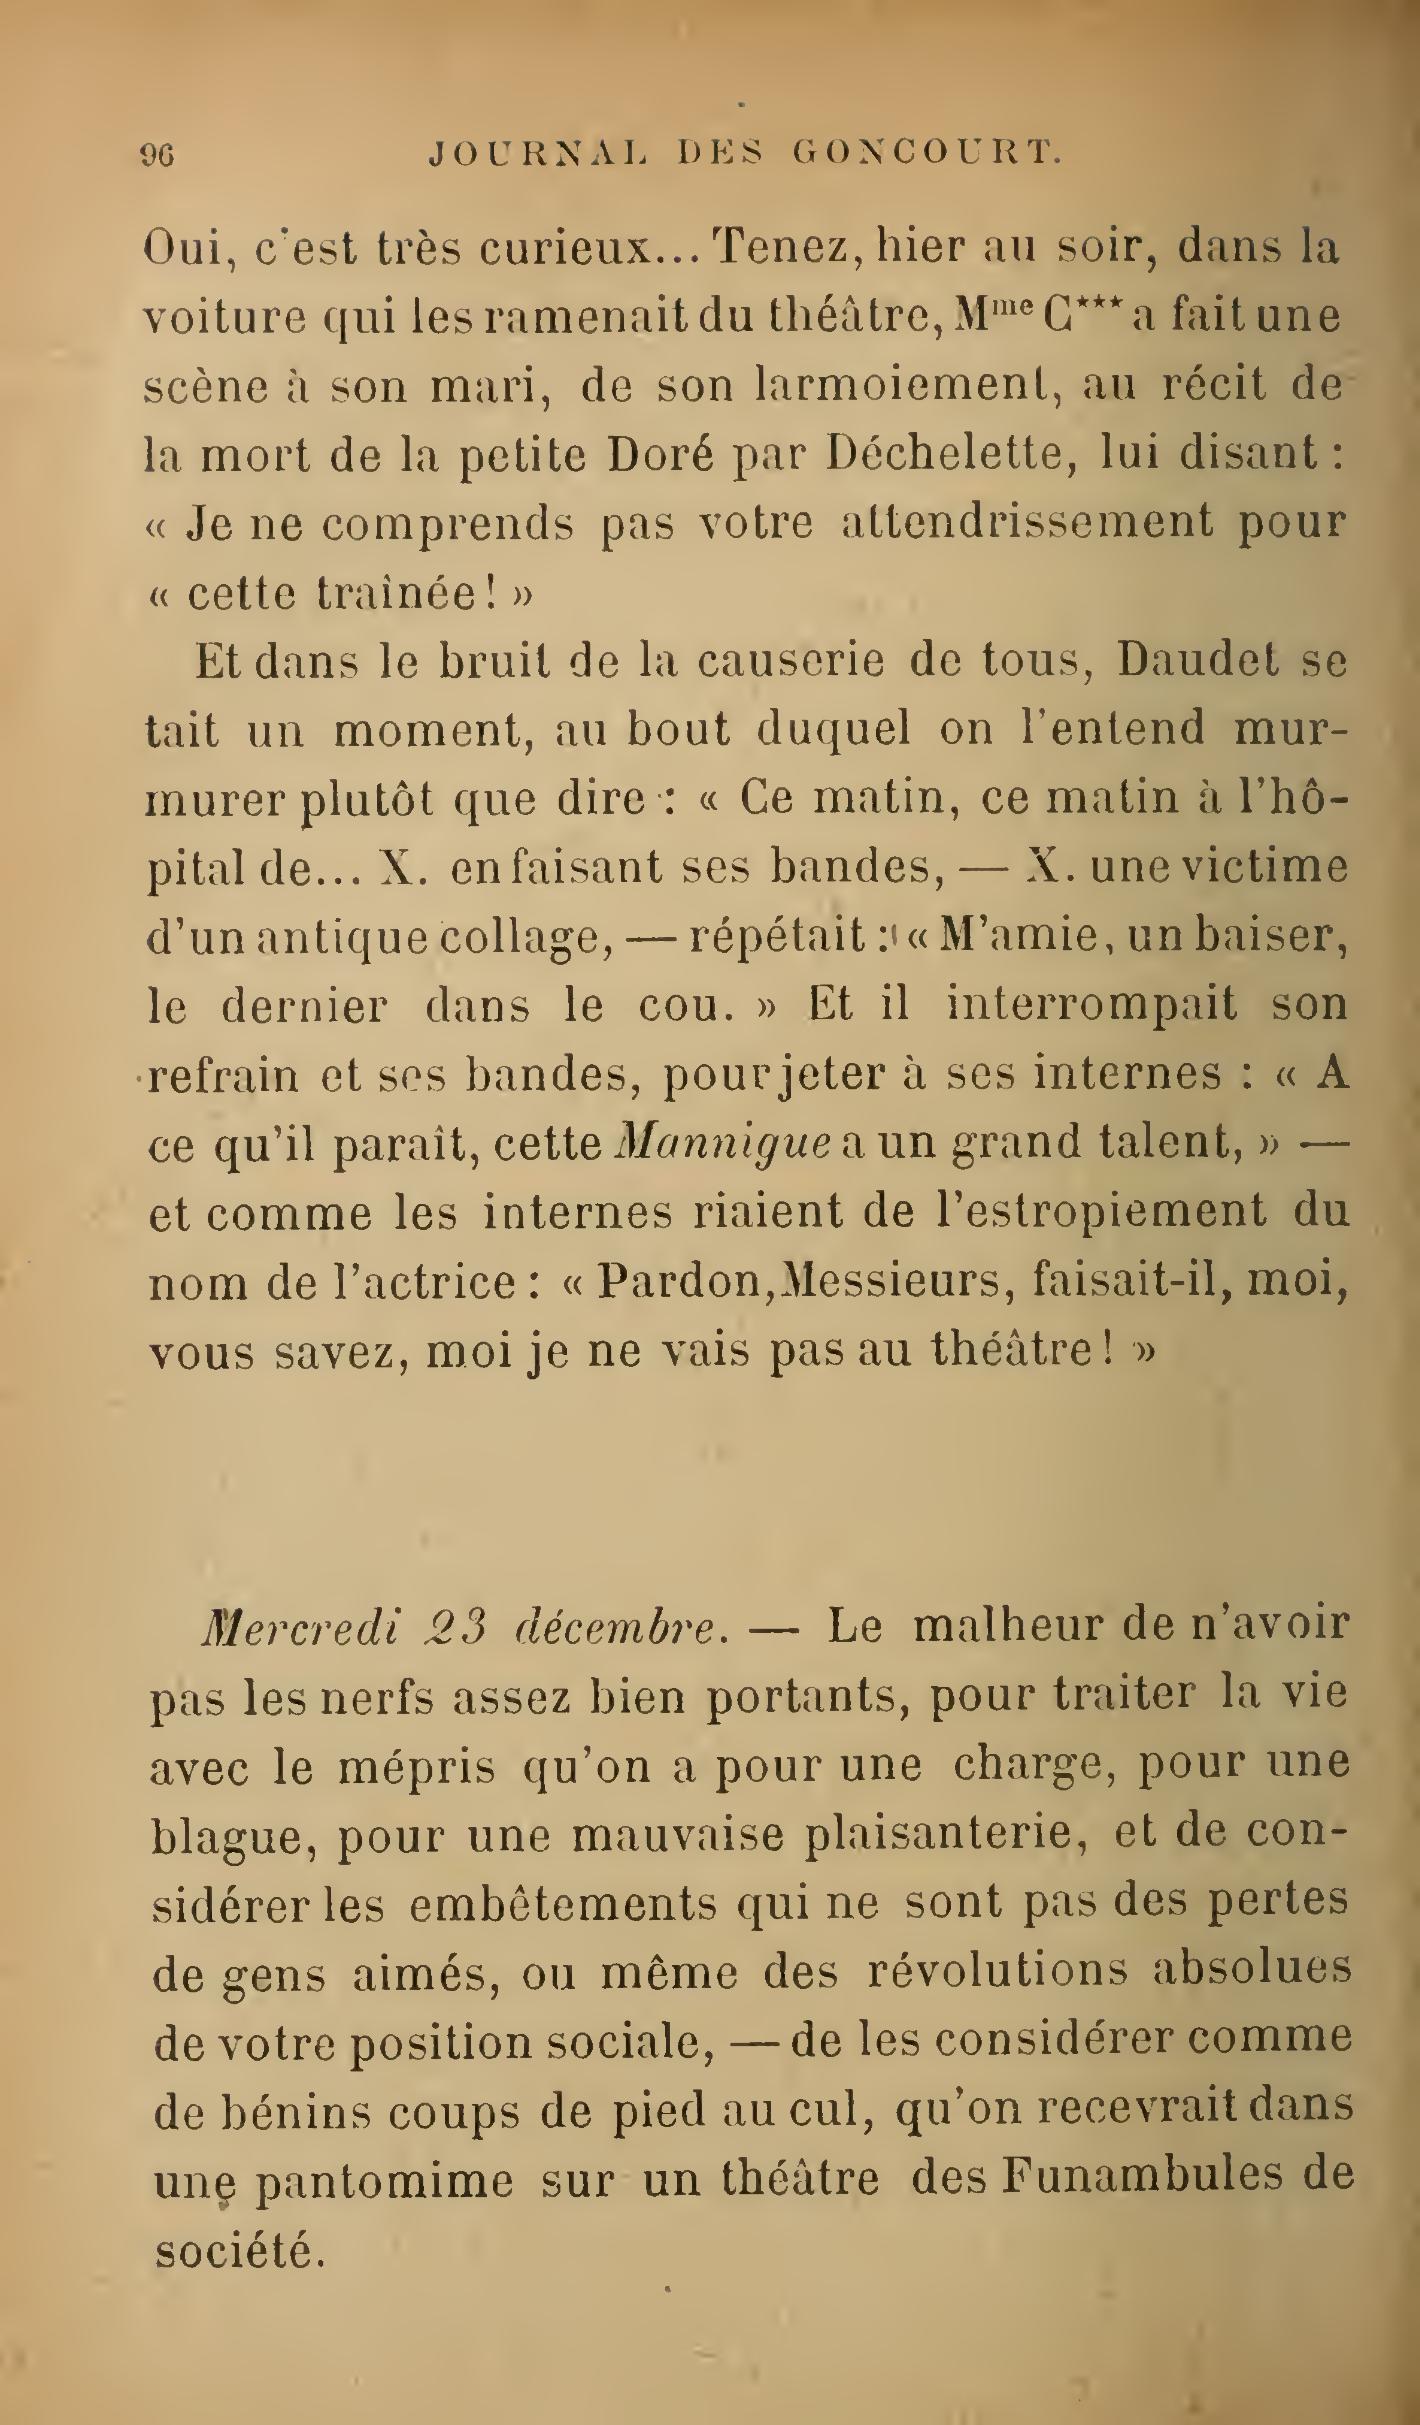 96 JOURNAL DES GONCOURT.
Oui, c'est très curieux... Tenez, hier au soir, dans la
voiture qui les ramenait du théâtre, Mme C*** a fait une
scène à son mari, de son larmoiement, au récit de
la mort de la petite Doré par Déchelette, lui disant :
« Je ne comprends pas votre attendrissement pour
« cette traînée! »
Et dans le bruit de la causerie de tous, Daudet se
tait un moment, au bout duquel on l'entend mur-
murer plutôt que dire : « Ce matin, ce matin à l'hô-
pital de... X. en faisant ses bandes, — X. une victime
d'un antique collage, — répétait : « M'amie, un baiser,
le dernier dans le cou. » Et il interrompait son
refrain et ses bandes, pour jeter à ses internes : « A
ce qu'il paraît, cette Mannigue a un grand talent, » —
et comme les internes riaient de l'estropiement du
nom de l'actrice : « Pardon, Messieurs, faisait-il, moi,
vous savez, moi je ne vais pas au théâtre! »
Mercredi 23 décembre. — Le malheur de n'avoir
pas les nerfs assez bien portants, pour traiter la vie
avec le mépris qu'on a pour une charge, pour une
blague, pour une mauvaise plaisanterie, et de con-
sidérer les embêtements qui ne sont pas des pertes
de gens aimés, ou même des révolutions absolues
de votre position sociale, — de les considérer comme
de bénins coups de pied au cul, qu'on recevrait dans
une pantomime sur un théâtre des Funambules de
société.